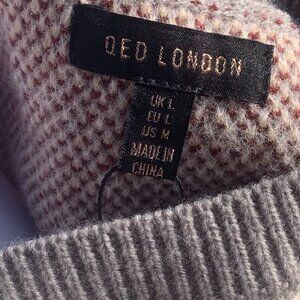 QED LONDON
UK L
EU L
US M
MADE IN
CHINA